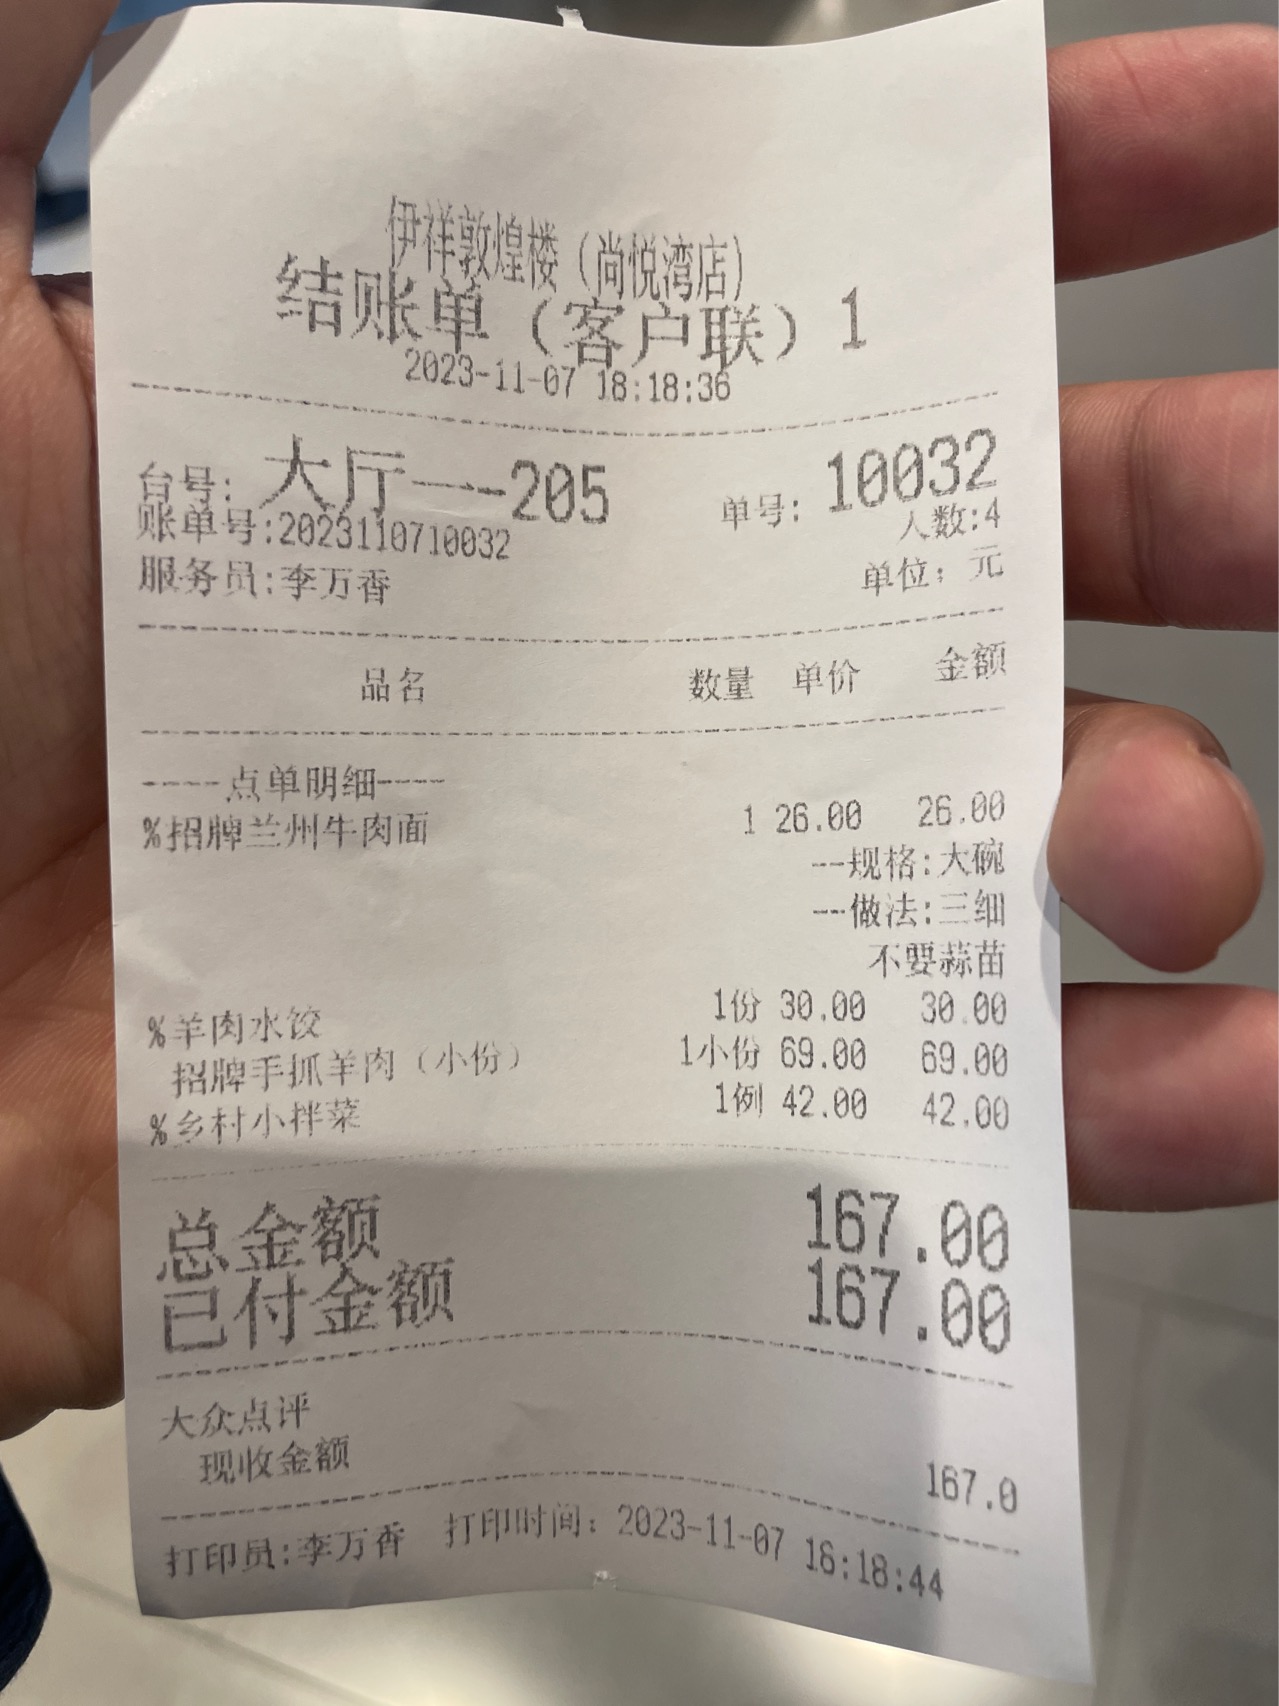 伊祥敦煌楼（尚悦湾店）
结账单（客户联）1
2023-11-07 18:18:36
台号：大厅一-205 单号：10032
账单号:2023110710032 人数:4
服务员:李万香 单位：元
品名 数量 单价 金额
----点单明细----
%招牌兰州牛肉面 1 26.00 26.00
--规格:大碗
--做法:三细
不要蒜苗
%羊肉水饺 1份 30.00 30.00
招牌手抓羊肉（小份） 1小份 69.00 69.00
%乡村小拌菜 1例 42.00 42.00
总金额 167.00
已付金额 167.00
大众点评
现收金额 167.0
打印员:李万香 打印时间：2023-11-07 18:18:44